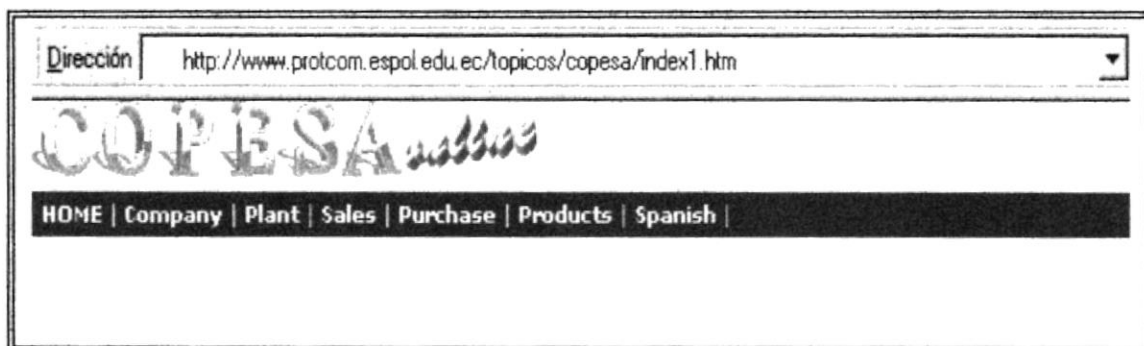 Dirección http://www.protcom.espol.edu.ec/topicos/copesa/index1.htm
COPESA online
HOME | Company | Plant | Sales | Purchase | Products | Spanish |